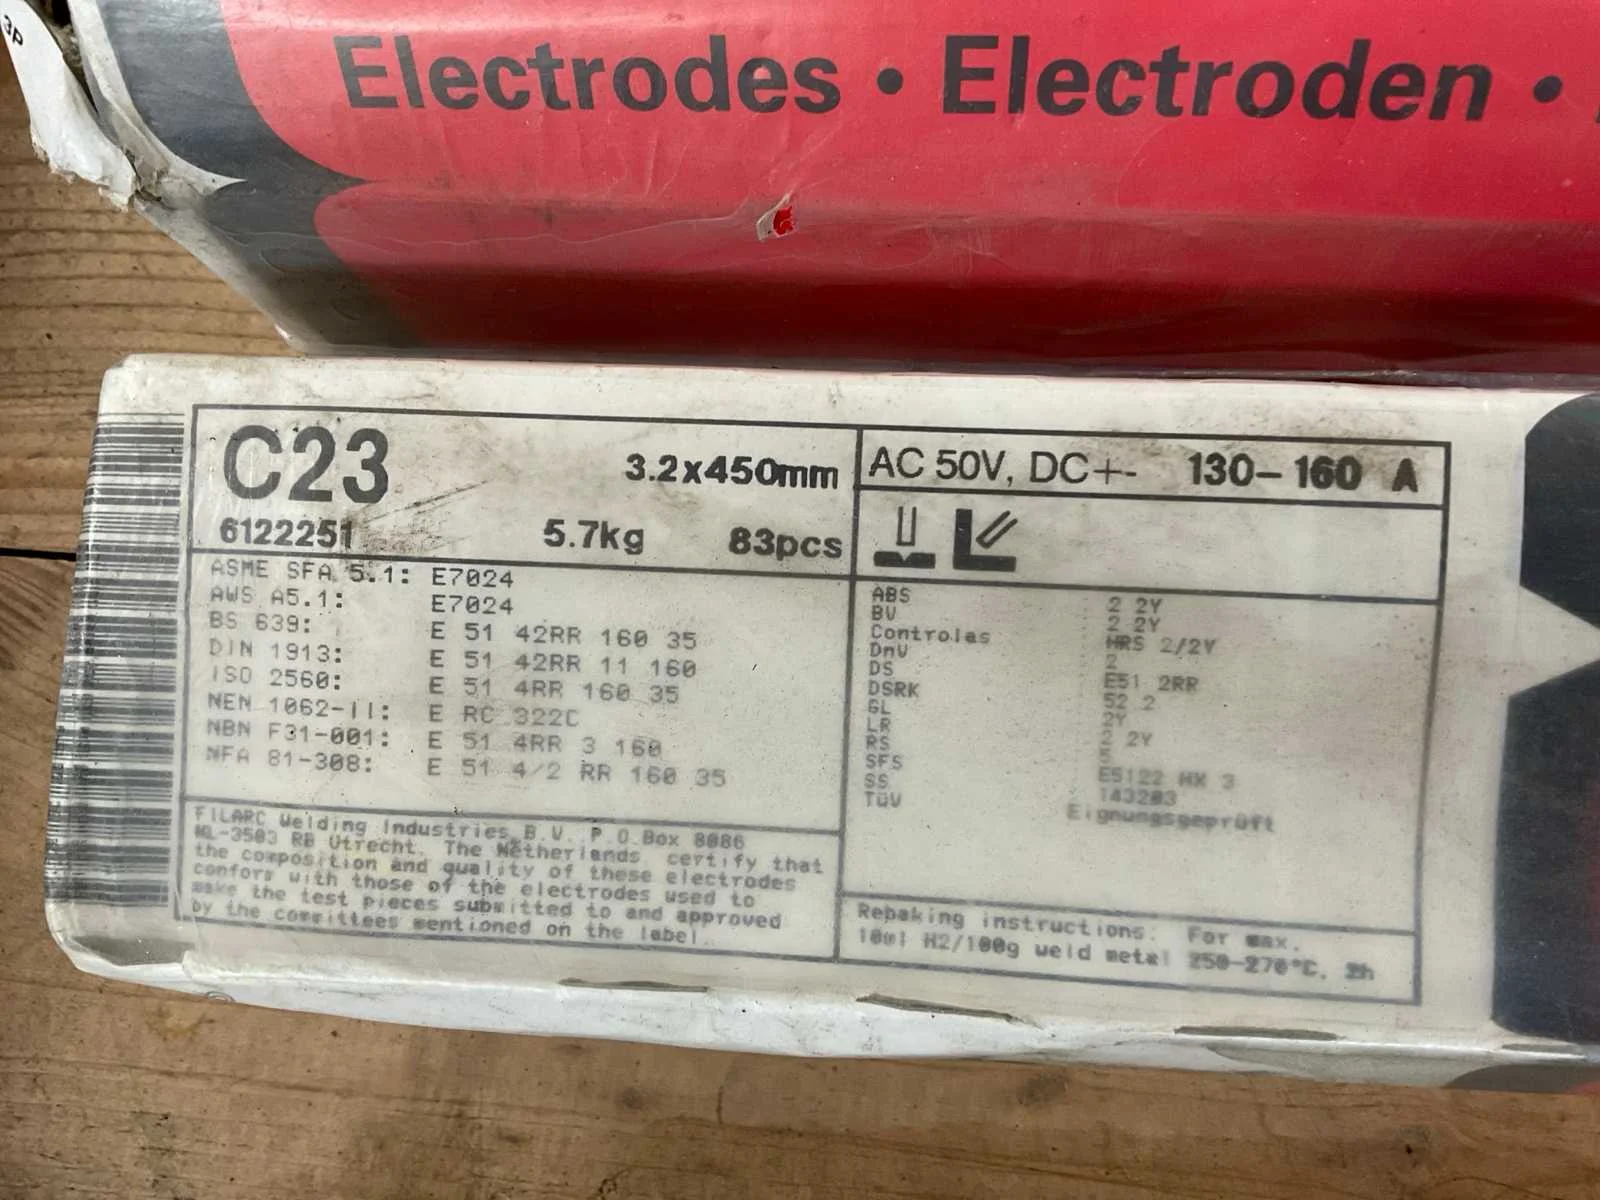 3P
Electrodes • Electroden •
C23 3.2x450mm
6122251 5.7kg 83pcs
AC 50V, DC+- 130-160 A
ASME SFA 5.1: E7024
AWS A5.1: E7024
BS 639: E 51 42RR 160 35
DIN 1913: E 51 42RR 11 160
ISO 2560: E 51 4RR 160 35
NEN 1062-II: E RC 322C
NBN F31-001: E 51 4RR 3 160
NFA 81-308: E 51 4/2 RR 160 35
ABS 2 2Y
BV 2 2Y
Controlas HRS 2/2Y
DnV 2
DS E51 2RR
DSRK 52 2
GL 2Y
LR 2 2Y
RS 5
SFS E5122 HX 3
SS 143203
TüV Eignungsgeprüft
FILARC Welding Industries B.V. P.O.Box 8086
NL-3503 RB Utrecht. The Netherlands certify that
the composition and quality of these electrodes
conform with those of the electrodes used to
make the test pieces submitted to and approved
by the committees mentioned on the label.
Rebaking instructions: For max.
10ml H2/100g weld metal 250-270°C, 2h